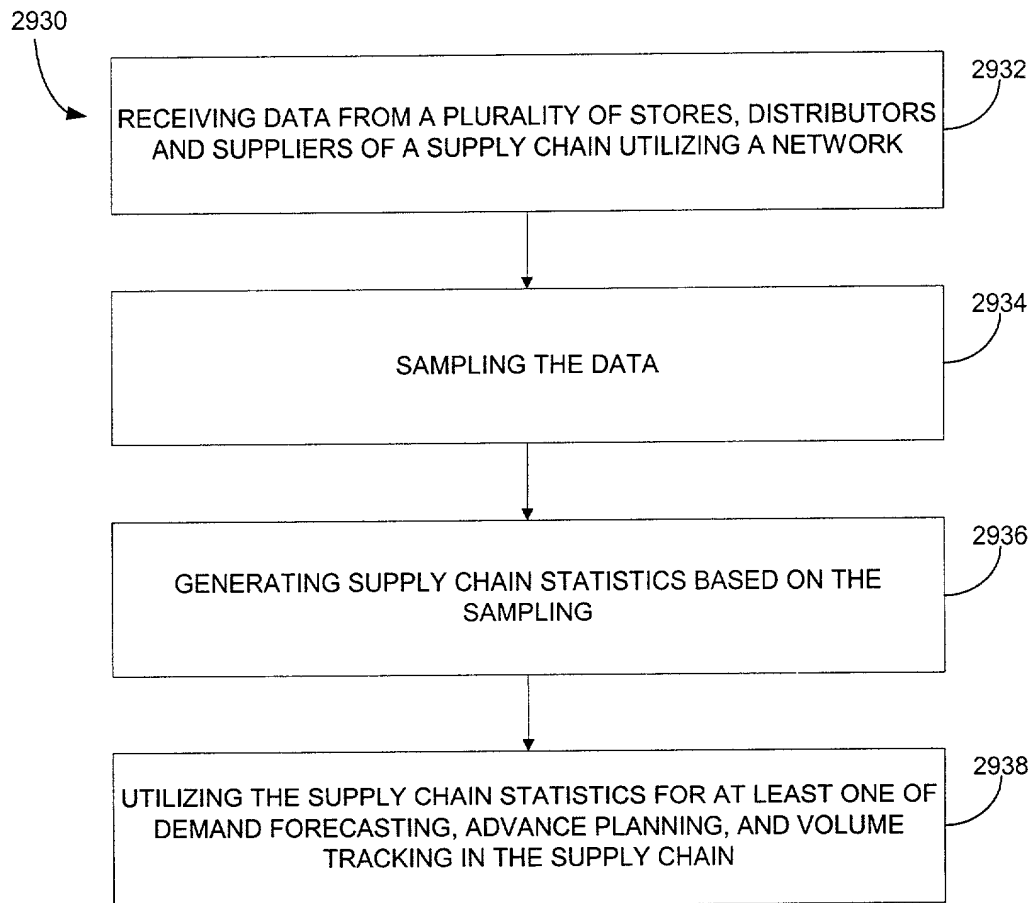 2930
2932
RECEIVING DATA FROM A PLURALITY OF STORES, DISTRIBUTORS
AND SUPPLIERS OF A SUPPLY CHAIN UTILIZING A NETWORK
2934
SAMPLING THE DATA
2936
GENERATING SUPPLY CHAIN STATISTICS BASED ON THE
SAMPLING
2938
UTILIZING THE SUPPLY CHAIN STATISTICS FOR AT LEAST ONE OF
DEMAND FORECASTING, ADVANCE PLANNING, AND VOLUME
TRACKING IN THE SUPPLY CHAIN